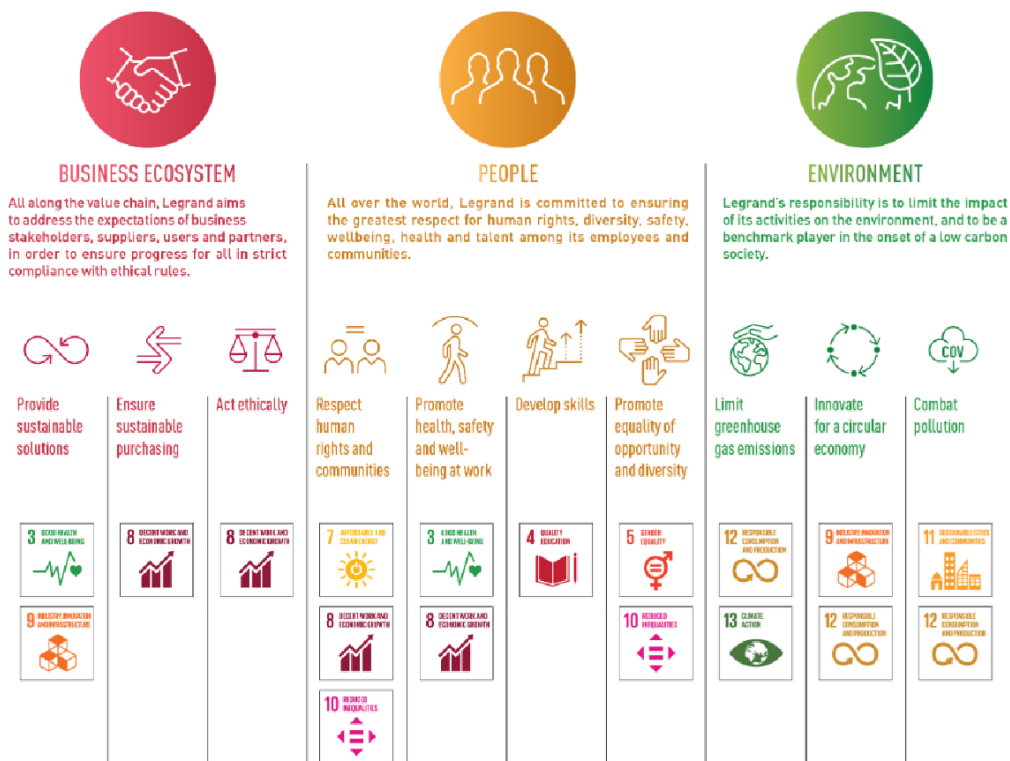 BUSINESS ECOSYSTEM
All along the value chain, Legrand aims
to address the expectations of business
stakeholders, suppliers, users and partners,
in order to ensure progress for all in strict
compliance with ethical rules.
PEOPLE
All over the world, Legrand is committed to ensuring
the greatest respect for human rights, diversity, safety,
wellbeing, health and talent among its employees and
communities.
ENVIRONMENT
Legrand's responsibility is to limit the impact
of its activities on the environment, and to be a
benchmark player in the onset of a low carbon
society.
COV
Provide
sustainable
solutions
Ensure
sustainable
purchasing
Act ethically
Respect
human
rights and
communities
Promote
health, safety
and well-
being at work
Develop skills
Promote
equality of
opportunity
and diversity
Limit
greenhouse
gas emissions
Innovate
for a circular
economy
Combat
pollution
3 GOOD HEALTH
AND WELL-BEING
8 DECENT WORK AND
ECONOMIC GROWTH
8 DECENT WORK AND
ECONOMIC GROWTH
7 AFFORDABLE AND
CLEAN ENERGY
3 GOOD HEALTH
AND WELL-BEING
4 QUALITY
EDUCATION
5 GENDER
EQUALITY
12 RESPONSIBLE
CONSUMPTION
AND PRODUCTION
9 INDUSTRY, INNOVATION
AND INFRASTRUCTURE
11 SUSTAINABLE CITIES
AND COMMUNITIES
9 INDUSTRY, INNOVATION
AND INFRASTRUCTURE
8 DECENT WORK AND
ECONOMIC GROWTH
8 DECENT WORK AND
ECONOMIC GROWTH
10 REDUCED
INEQUALITIES
13 CLIMATE
ACTION
12 RESPONSIBLE
CONSUMPTION
AND PRODUCTION
12 RESPONSIBLE
CONSUMPTION
AND PRODUCTION
10 REDUCED
INEQUALITIES